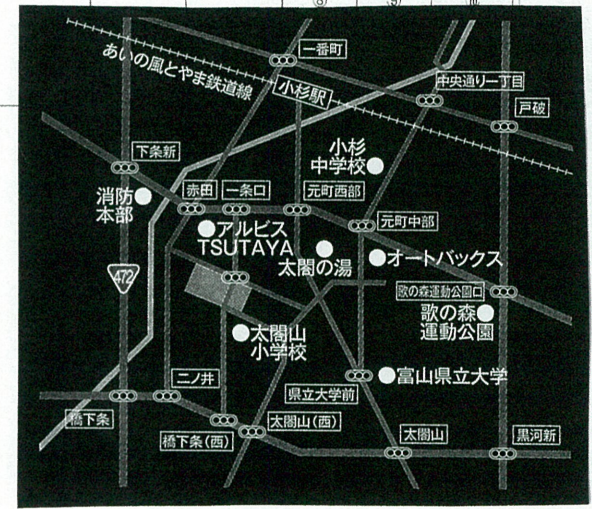 一番町
あいの風とやま鉄道線
小杉駅
中央通り一丁目
戸破
小杉
中学校
下条新
消防
本部
赤田
一条口
元町西部
元町中部
アルビス
TSUTAYA
太閤の湯
オートバックス
472
歌の森運動公園口
歌の森
運動公園
太閤山
小学校
二ノ井
県立大学前
富山県立大学
橋下条
橋下条(西)
太閤山(西)
太閤山
黒河新